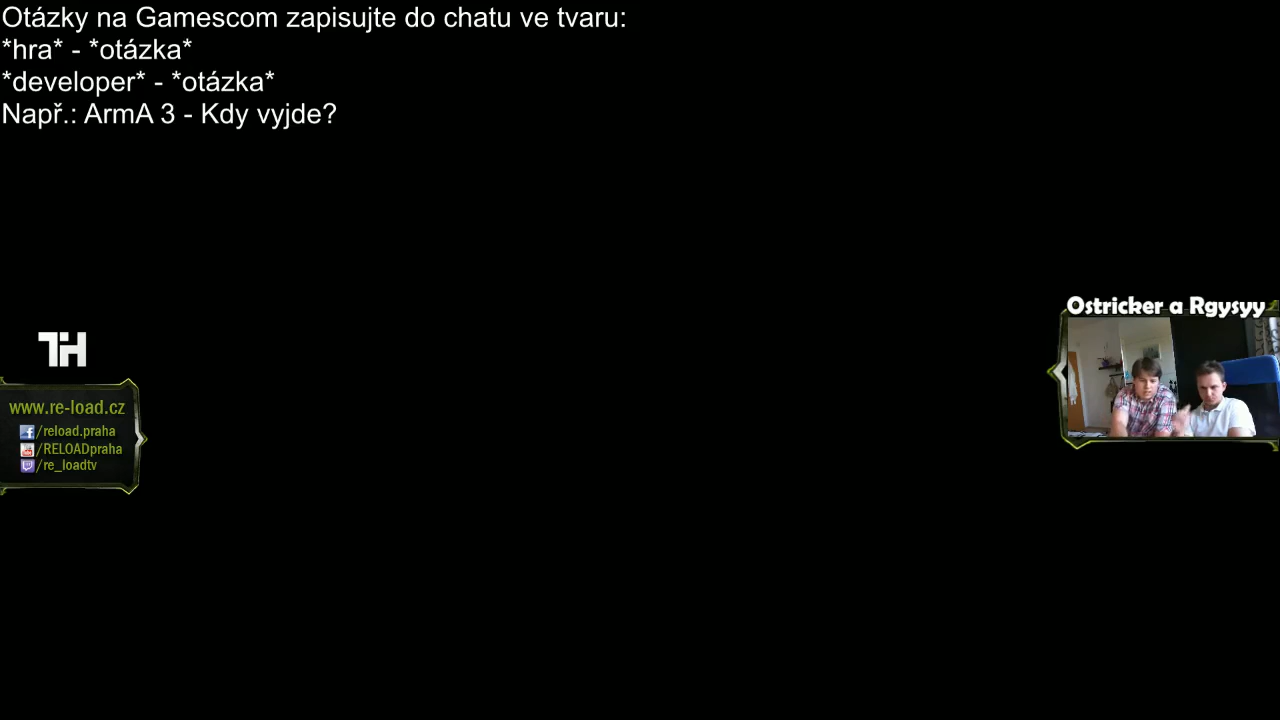 Otázky na Gamescom zapisujte do chatu ve tvaru:
*hra* - *otázka*
*developer* - *otázka*
Např.: ArmA 3 - Kdy vyjde?
Ostricker a Rgysyy
TH
www.re-load.cz
/reload.praha
/RELOADpraha
/re_loadtv